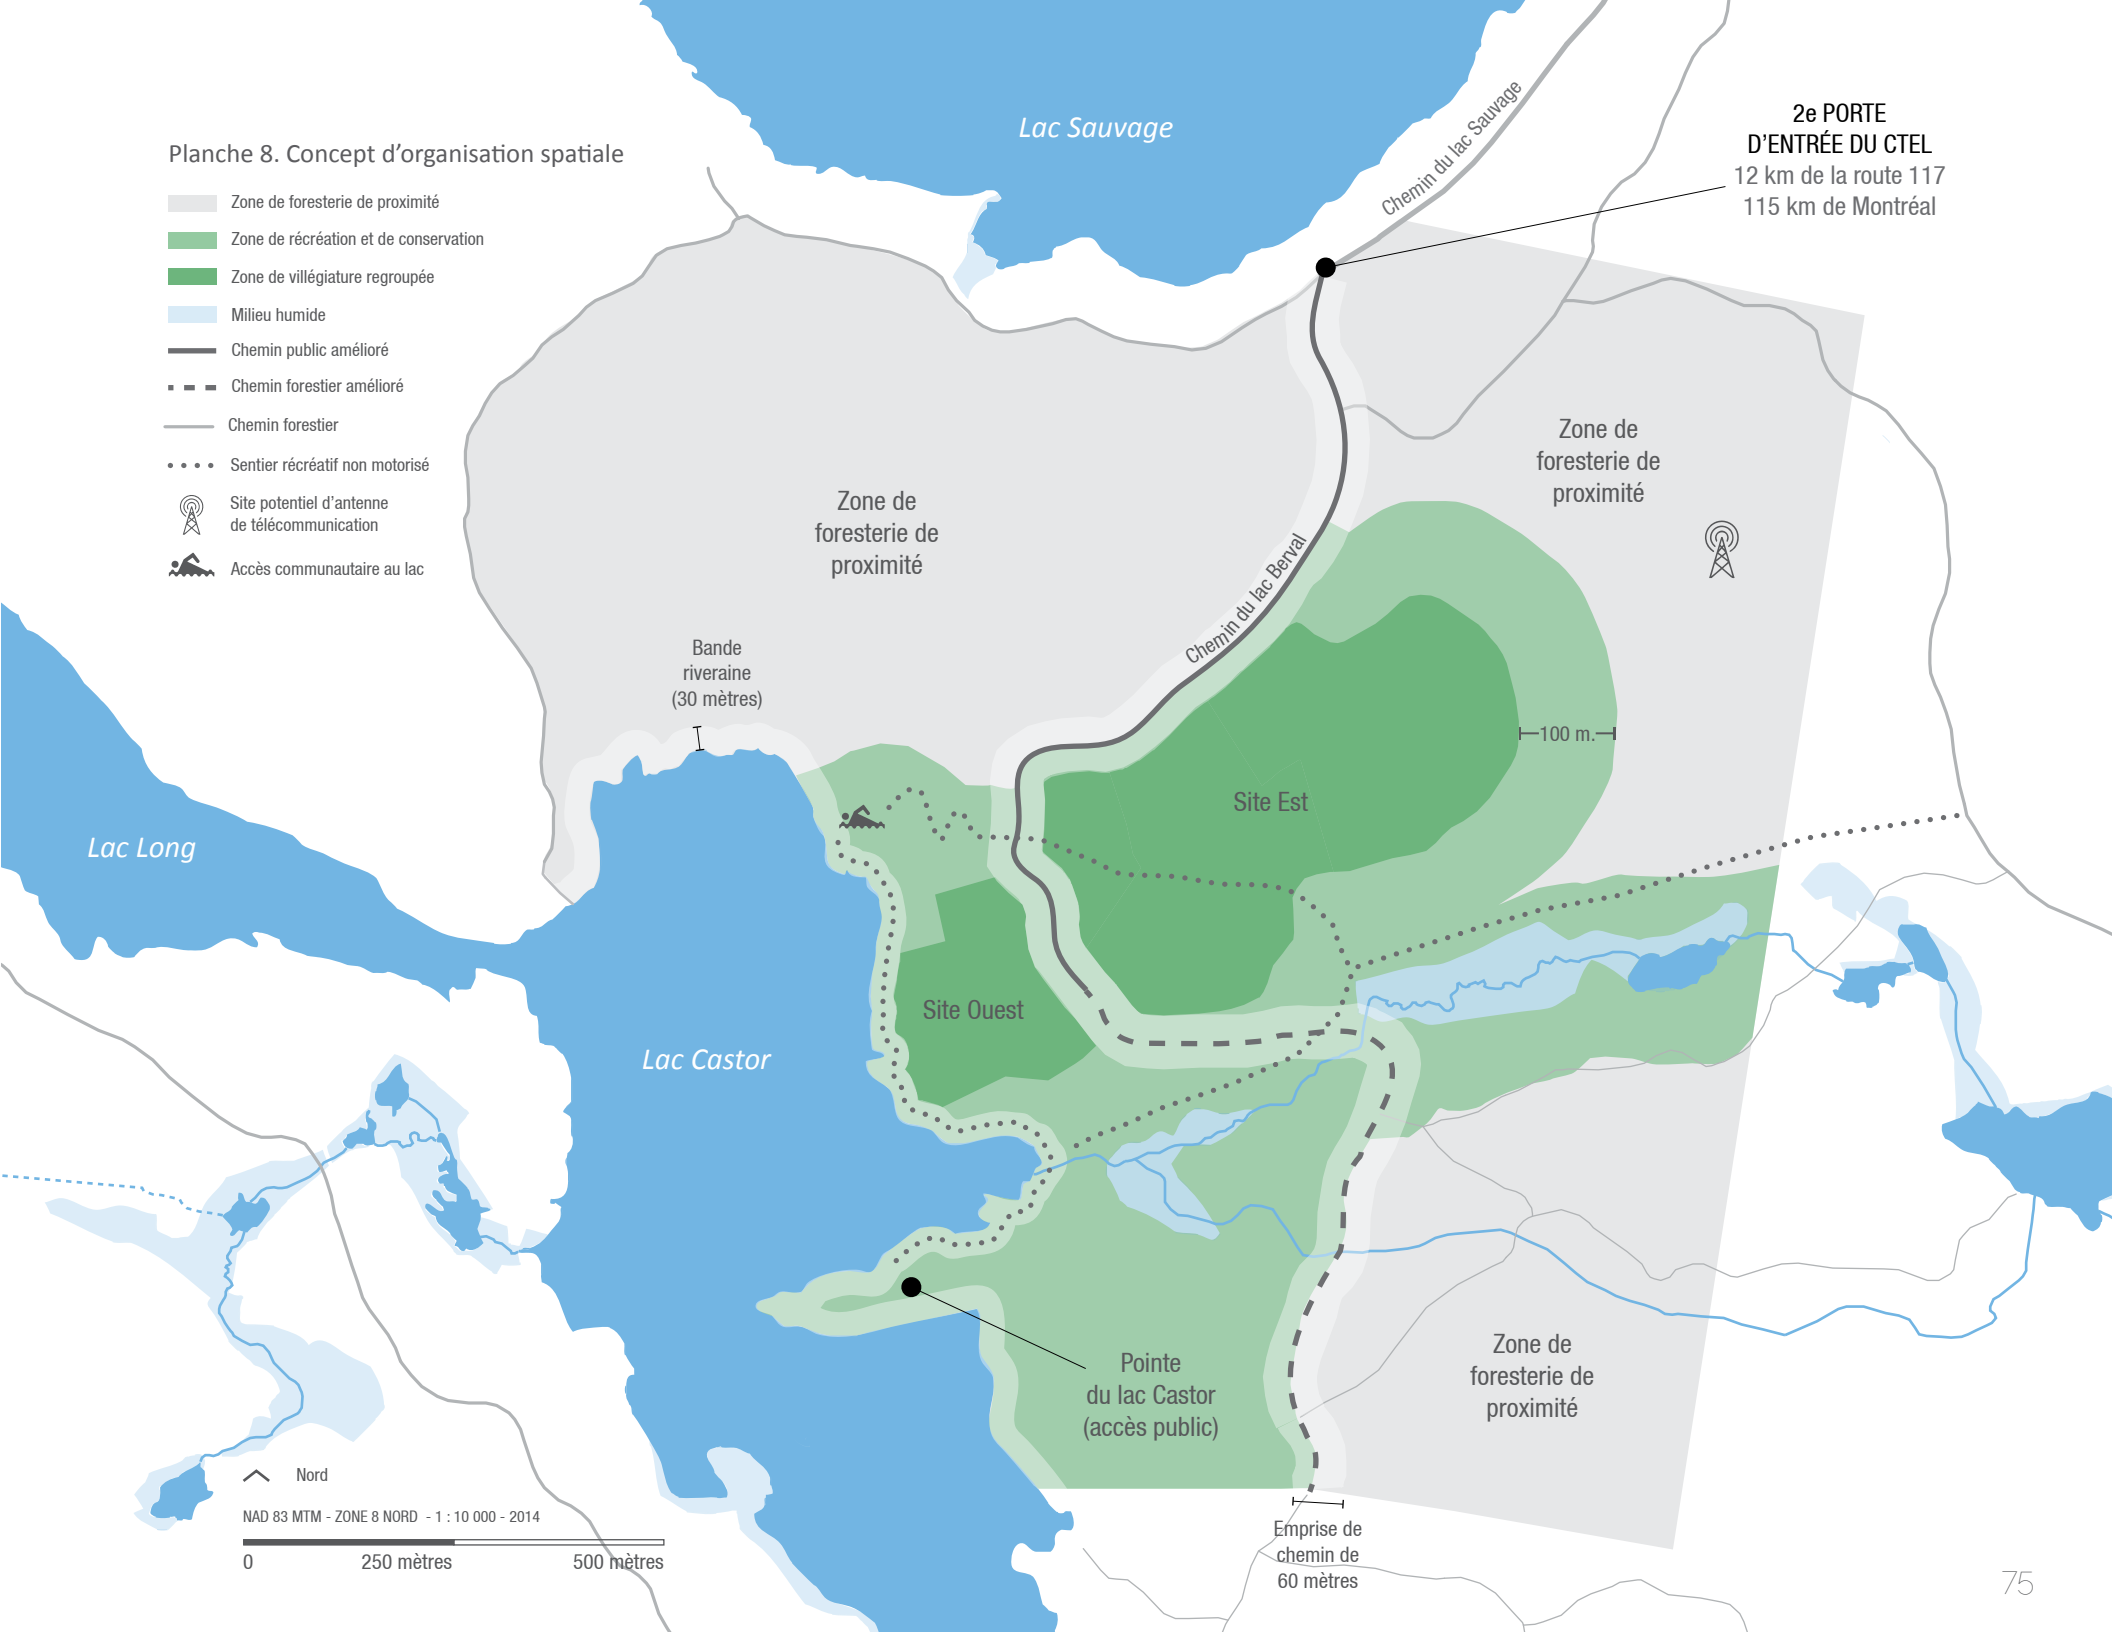 Planche 8. Concept d'organisation spatiale
Zone de foresterie de proximité
Zone de récréation et de conservation
Zone de villégiature regroupée
Milieu humide
Chemin public amélioré
Chemin forestier amélioré
Chemin forestier
Sentier récréatif non motorisé
Site potentiel d'antenne
de télécommunication
Accès communautaire au lac
Lac Sauvage
Chemin du lac Sauvage
2e PORTE
D'ENTRÉE DU CTEL
12 km de la route 117
115 km de Montréal
Zone de
foresterie de
proximité
Zone de
foresterie de
proximité
Chemin du lac Berval
Bande
riveraine
(30 mètres)
100 m.
Site Est
Lac Long
Site Ouest
Lac Castor
Zone de
foresterie de
proximité
Pointe
du lac Castor
(accès public)
Nord
NAD 83 MTM - ZONE 8 NORD - 1 : 10 000 - 2014
0 250 mètres 500 mètres
Emprise de
chemin de
60 mètres
75